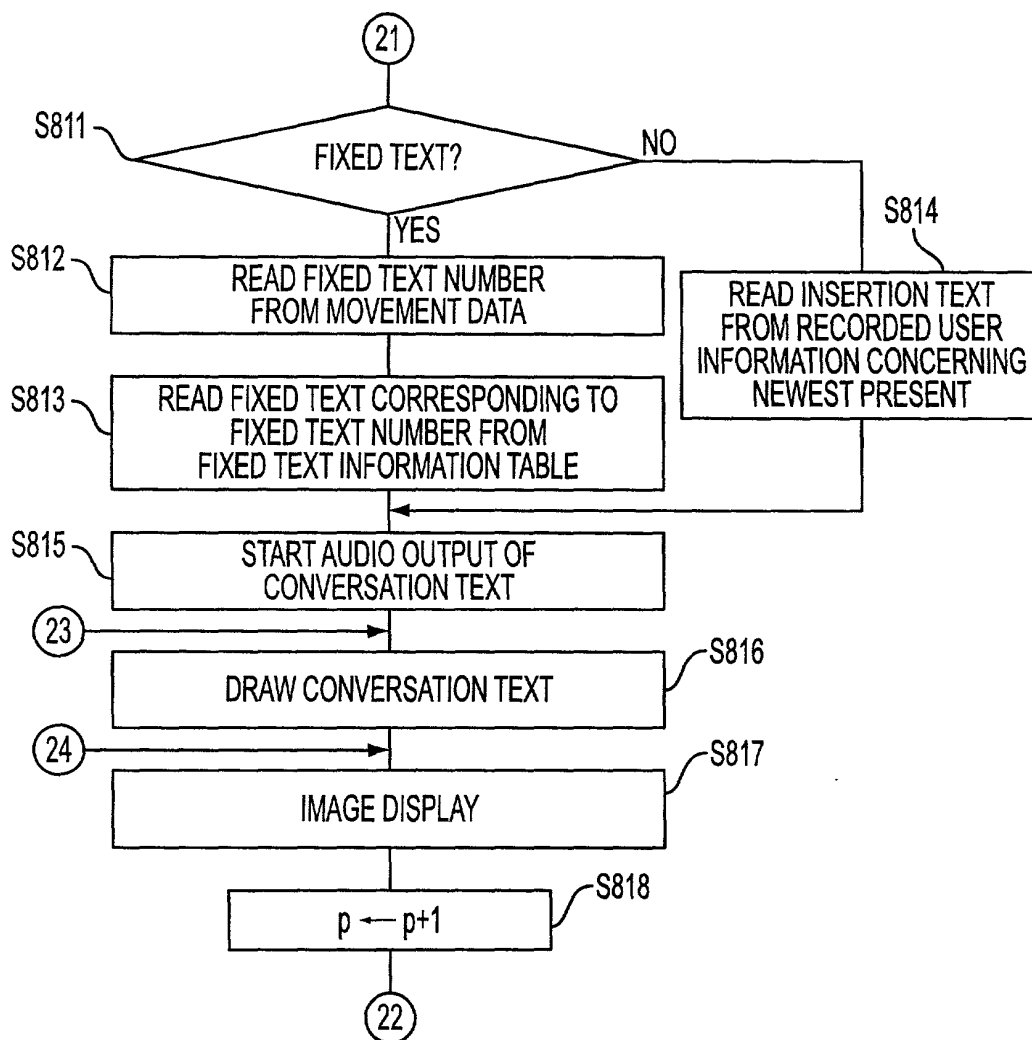 21
S811
FIXED TEXT?
NO
YES
S814
S812
READ FIXED TEXT NUMBER
FROM MOVEMENT DATA
READ INSERTION TEXT
FROM RECORDED USER
INFORMATION CONCERNING
NEWEST PRESENT
S813
READ FIXED TEXT CORRESPONDING TO
FIXED TEXT NUMBER FROM
FIXED TEXT INFORMATION TABLE
S815
START AUDIO OUTPUT OF
CONVERSATION TEXT
23
S816
DRAW CONVERSATION TEXT
24
S817
IMAGE DISPLAY
S818
p ← p+1
22